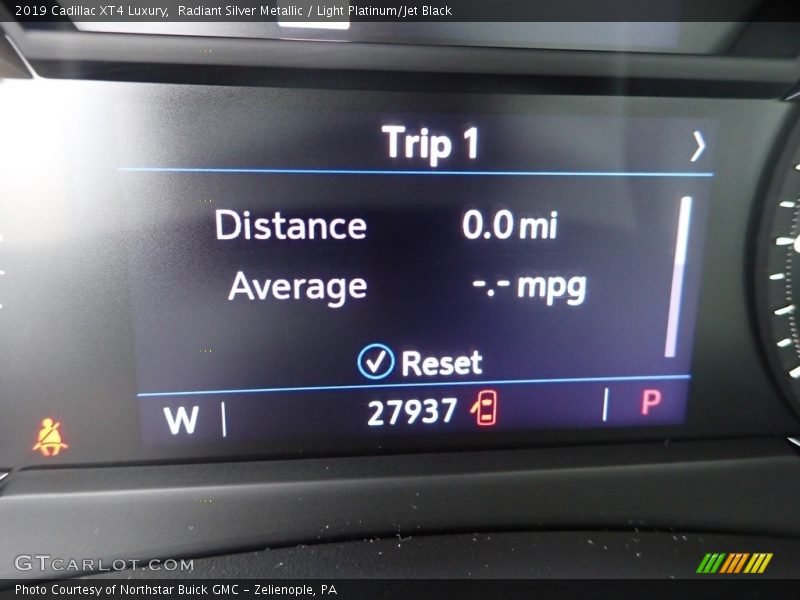 2019 Cadillac XT4 Luxury,  Radiant Silver Metallic / Light Platinum/Jet Black
Trip 1
Distance 0.0 mi
Average -.- mpg
Reset
W 27937 P
GTCARLOT.COM
Photo Courtesy of Northstar Buick GMC - Zelienople, PA